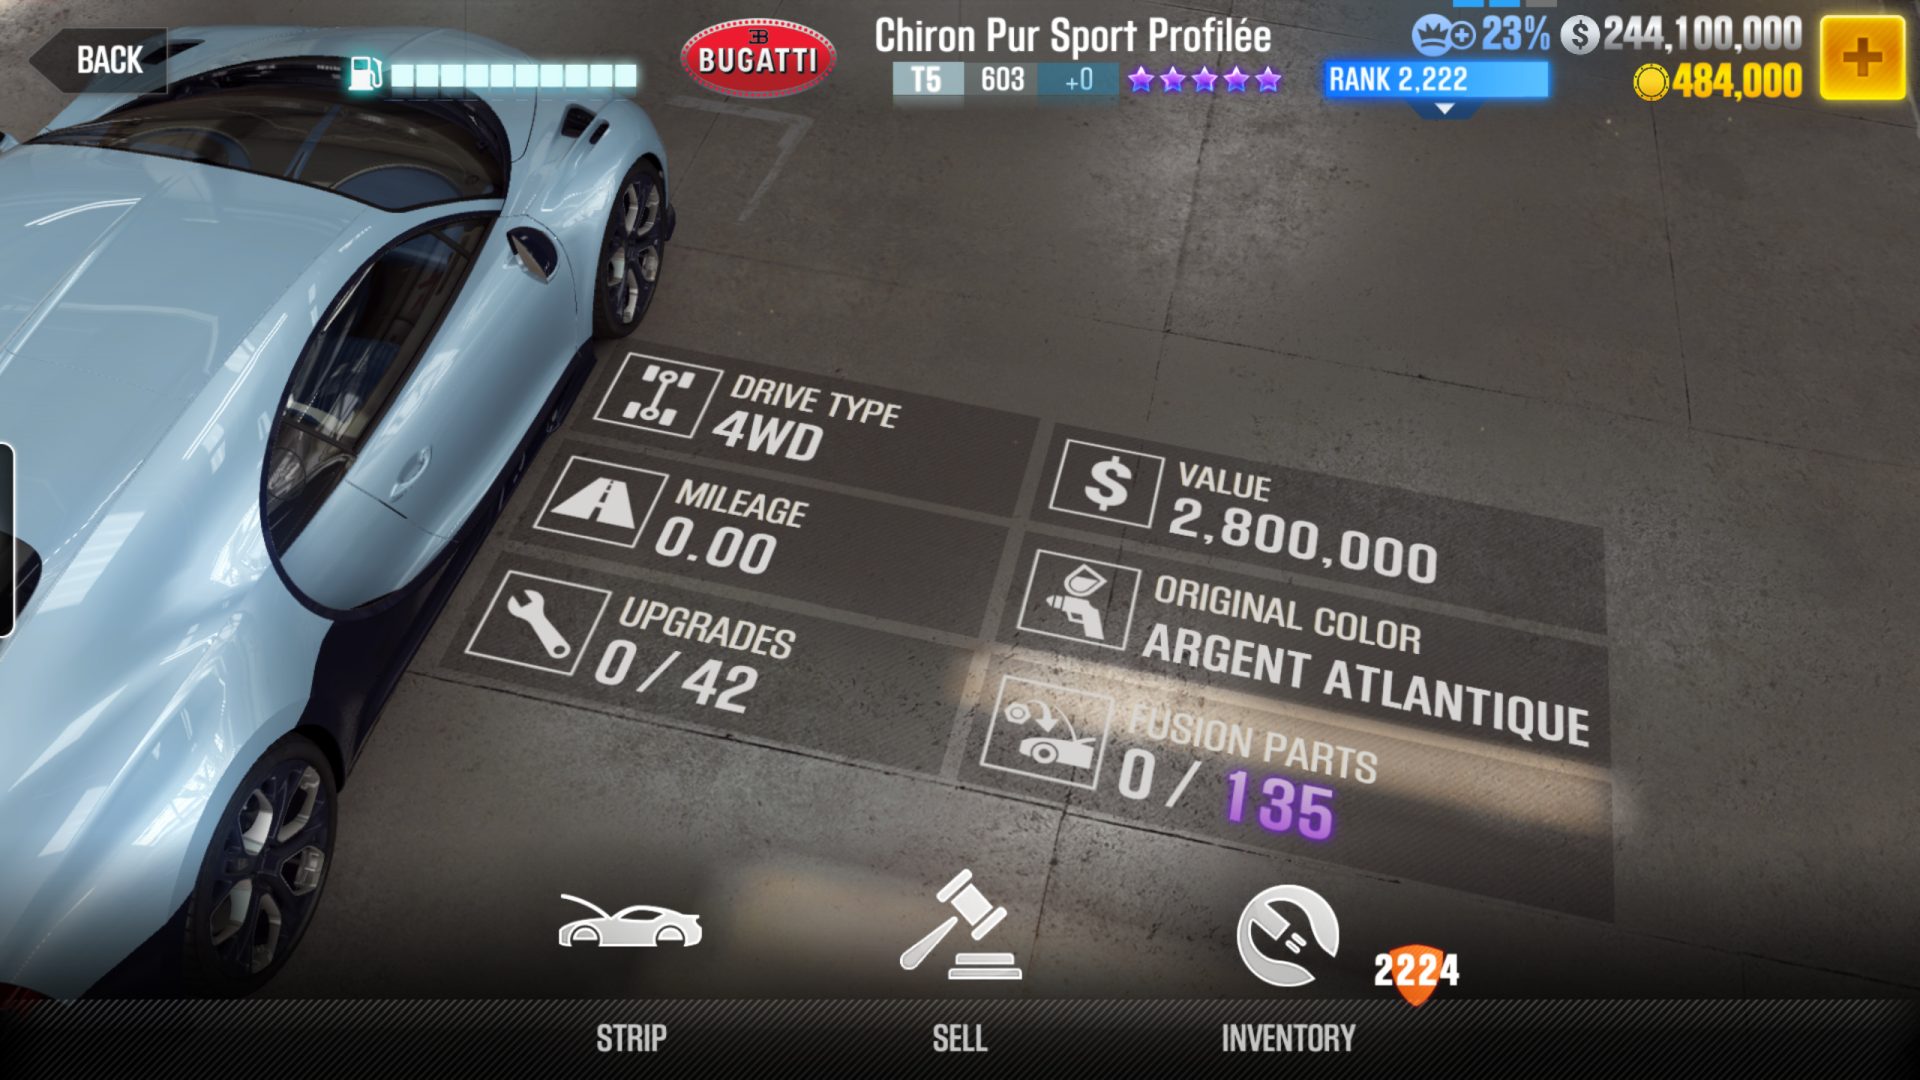 BACK
BUGATTI
Chiron Pur Sport Profilée
T5 603 +0
23%
244,100,000
RANK 2,222
484,000
DRIVE TYPE
4WD
MILEAGE
0.00
UPGRADES
0 / 42
VALUE
2,800,000
ORIGINAL COLOR
ARGENT ATLANTIQUE
FUSION PARTS
0 / 135
2224
STRIP
SELL
INVENTORY